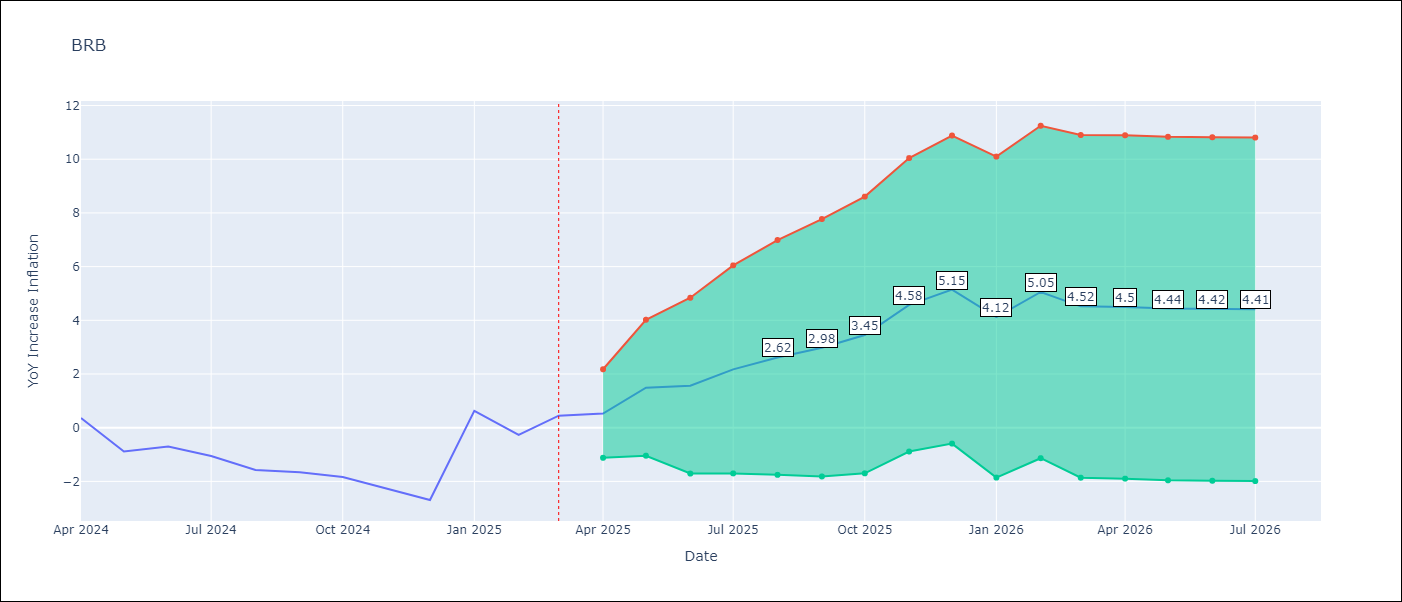 BRB
YoY Increase Inflation
12
10
8
6
4
2
0
−2
2.62
2.98
3.45
4.58
5.15
4.12
5.05
4.52
4.5
4.44
4.42
4.41
Apr 2024
Jul 2024
Oct 2024
Jan 2025
Apr 2025
Jul 2025
Oct 2025
Jan 2026
Apr 2026
Jul 2026
Date